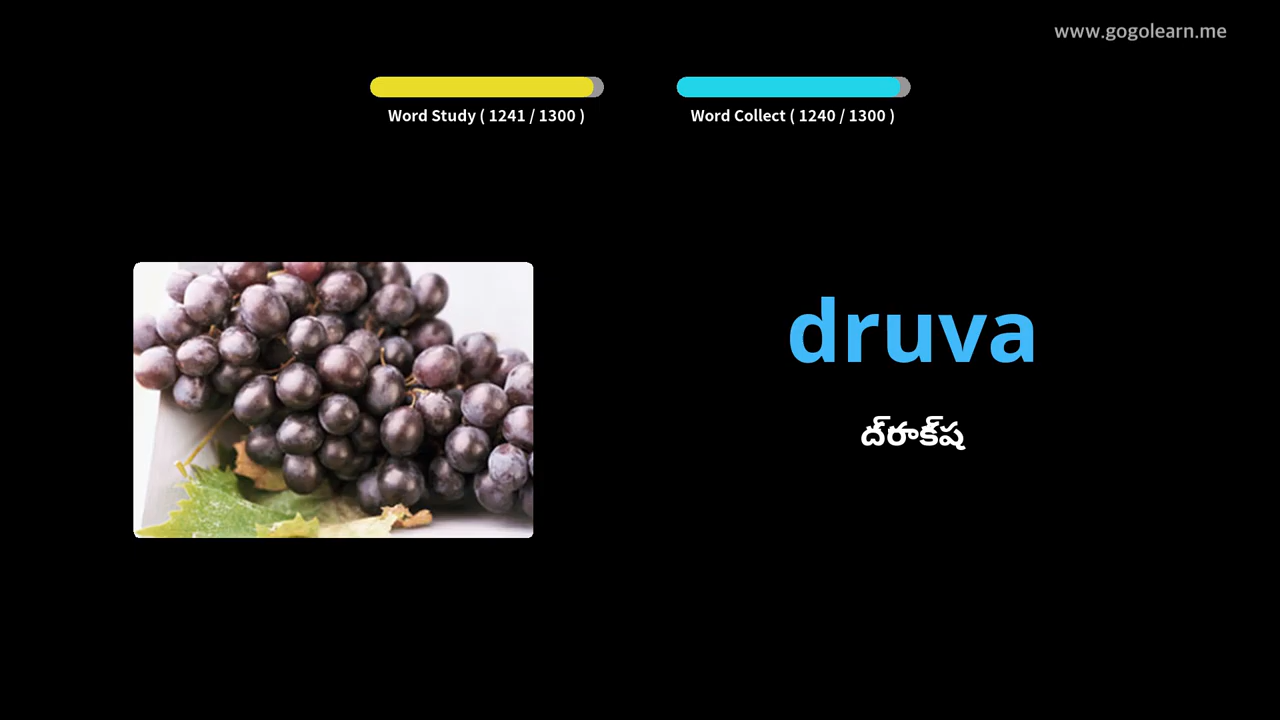 www.gogolearn.me
Word Study ( 1241 / 1300 )
Word Collect ( 1240 / 1300 )
druva
ద్‌రాక్‌ష